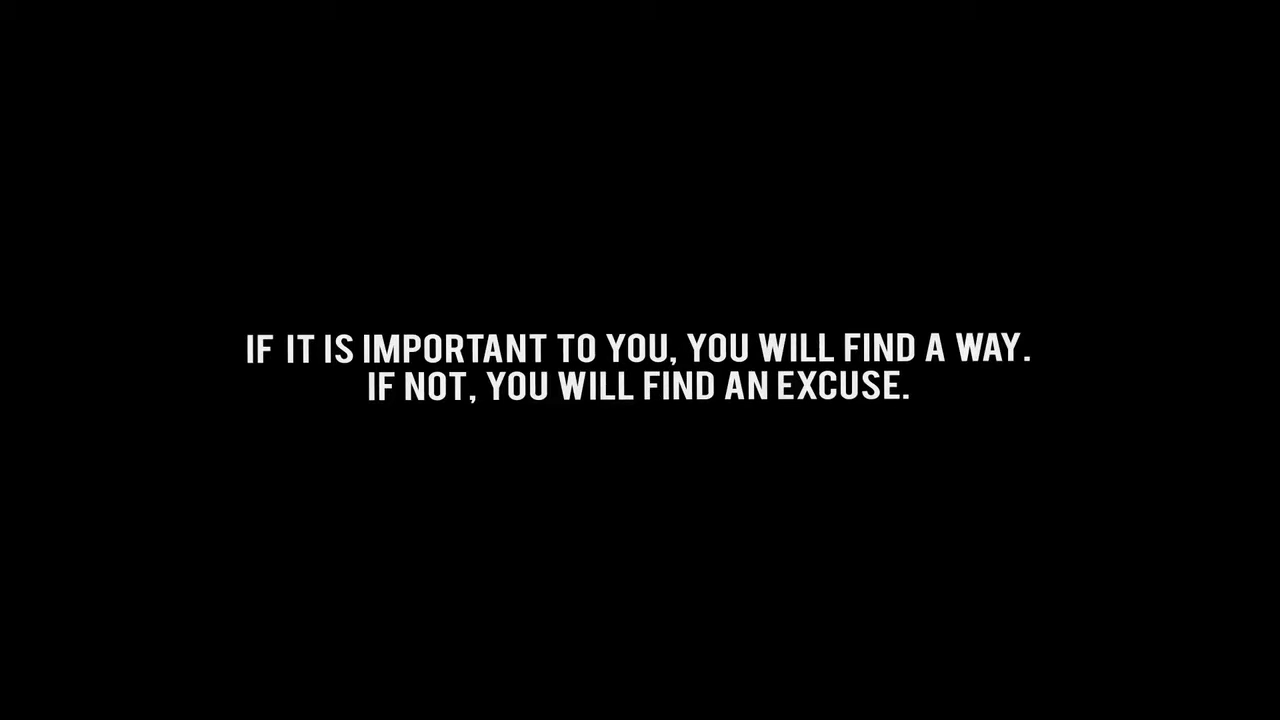 IF IT IS IMPORTANT TO YOU, YOU WILL FIND A WAY.
IF NOT, YOU WILL FIND AN EXCUSE.